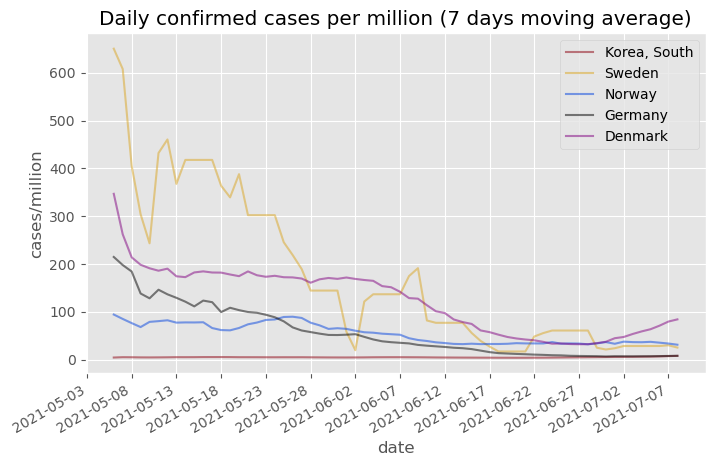 Daily confirmed cases per million (7 days moving average)
Korea, South
Sweden
Norway
Germany
Denmark
cases/million
600
500
400
300
200
100
0
2021-05-03
2021-05-08
2021-05-13
2021-05-18
2021-05-23
2021-05-28
2021-06-02
2021-06-07
2021-06-12
2021-06-17
2021-06-22
2021-06-27
2021-07-02
2021-07-07
date